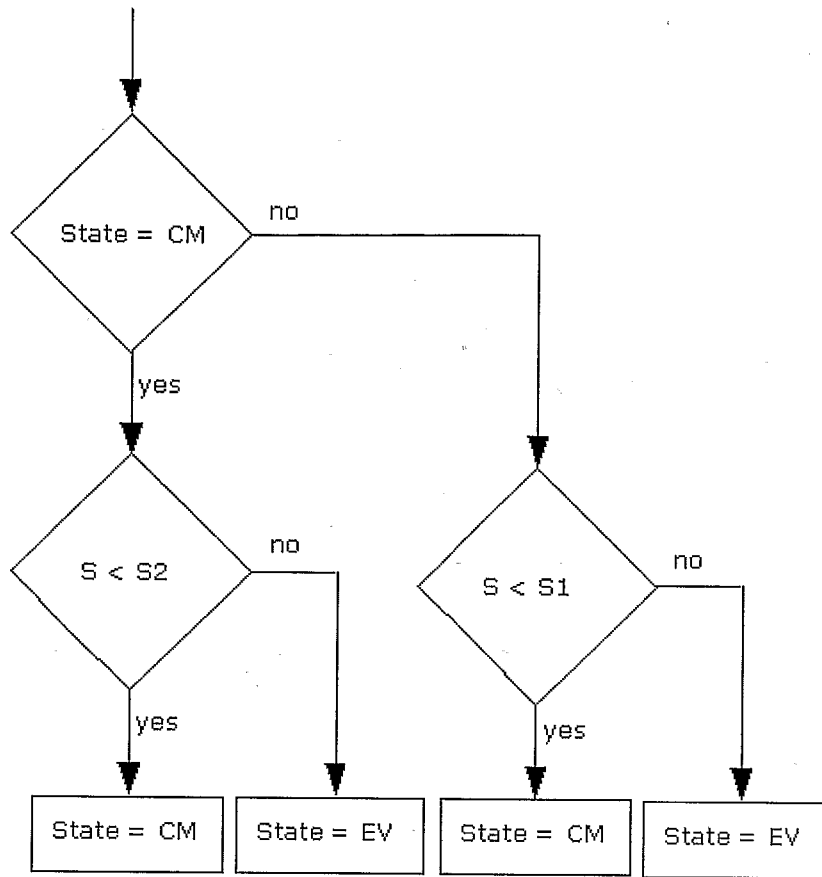 State = CM
no
yes
S < S2
no
yes
S < S1
no
yes
State = CM
State = EV
State = CM
State = EV